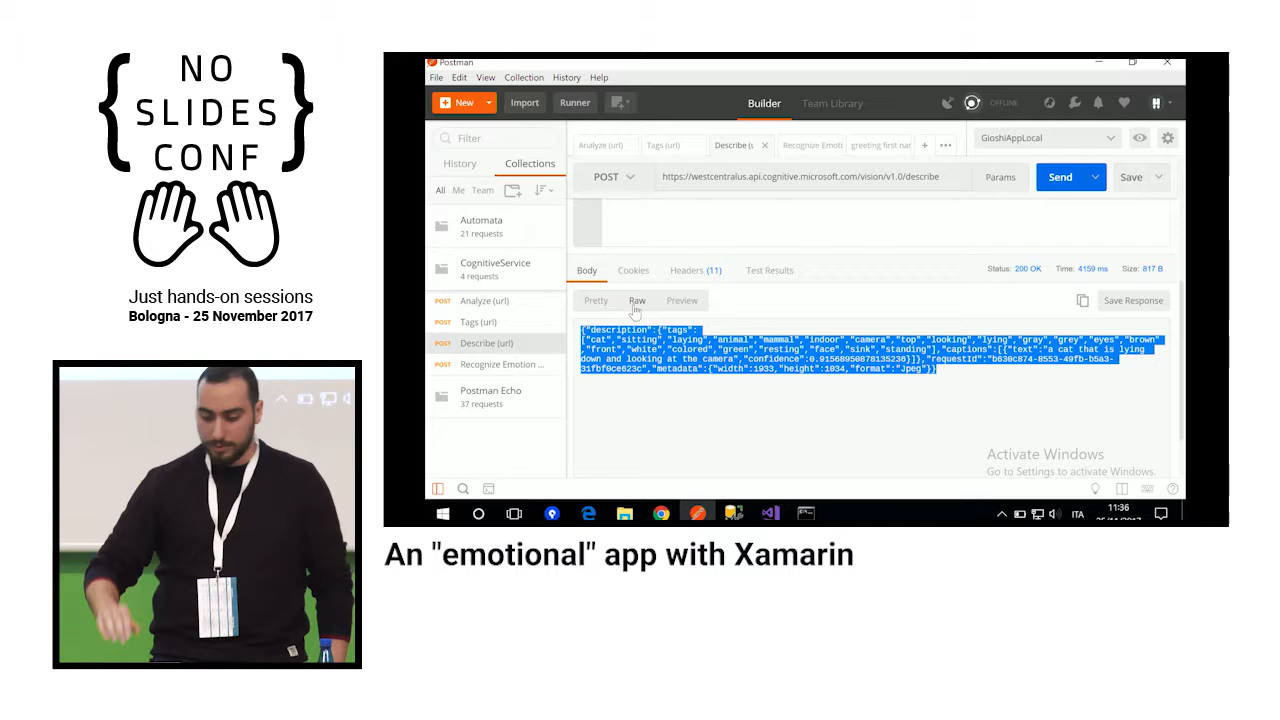 NO
SLIDES
CONF
Just hands-on sessions
Bologna - 25 November 2017
Postman
File Edit View Collection History Help
New Import Runner Builder Team Library OFFLINE
Filter Analyze (url) Tags (url) Describe (u Recognize Emoti greeting first nar GioshiAppLocal
History Collections POST https://westcentralus.api.cognitive.microsoft.com/vision/v1.0/describe Params Send Save
All Me Team
Automata
21 requests
CognitiveService
4 requests
POST Analyze (url)
POST Tags (url)
POST Describe (url)
POST Recognize Emotion ...
Postman Echo
37 requests
Body Cookies Headers (11) Test Results Status: 200 OK Time: 4159 ms Size: 817 B
Pretty Raw Preview Save Response
{"description":{"tags":
["cat","sitting","laying","animal","mammal","indoor","camera","top","looking","lying","gray","grey","eyes","brown"
,"front","white","colored","green","resting","face","sink","standing"],"captions":[{"text":"a cat that is lying
down and looking at the camera","confidence":0.91568950878135236}]},"requestId":"b630c874-8553-49fb-b5a3-
31fbf0ce623c","metadata":{"width":1933,"height":1034,"format":"Jpeg"}}
Activate Windows
Go to Settings to activate Windows.
ITA 11:36
An "emotional" app with Xamarin